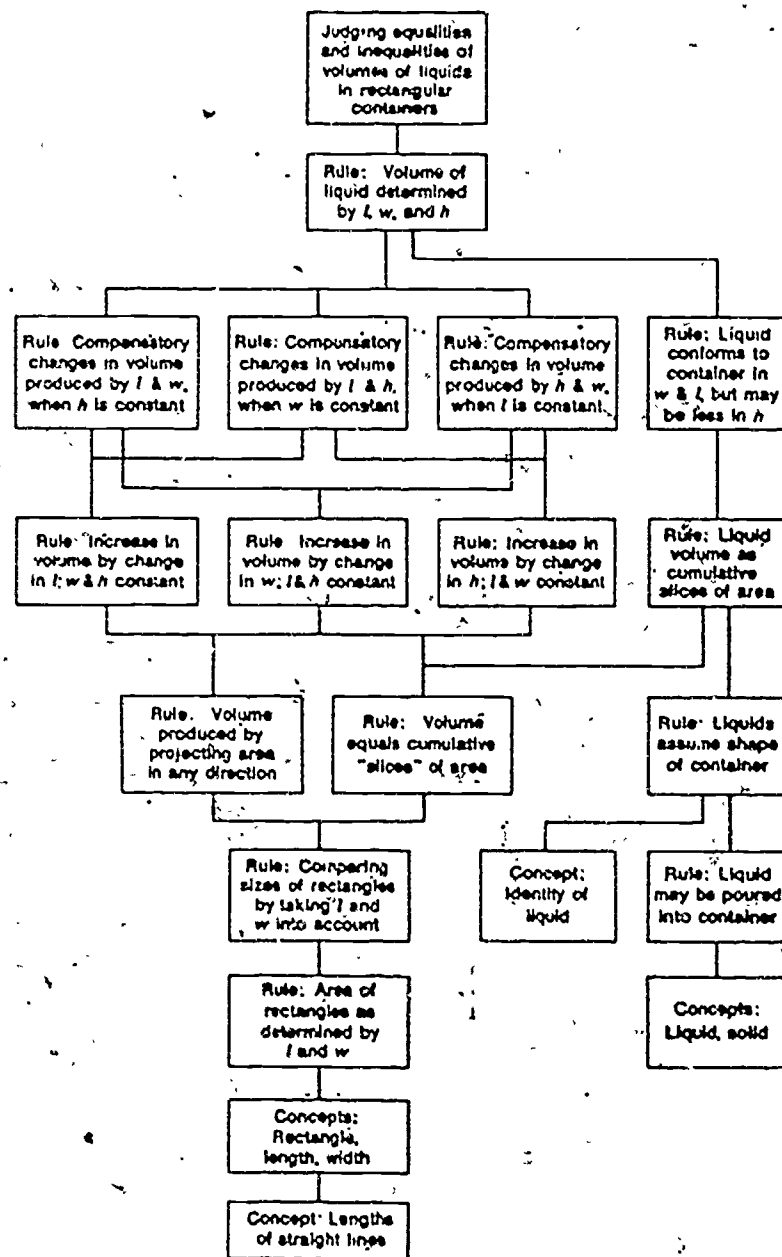 Judging equalities
and inequalities of
volumes of liquids
in rectangular
containers
Rule: Volume of
liquid determined
by l, w, and h
Rule Compensatory
changes in volume
produced by l & w,
when h is constant
Rule: Compensatory
changes in volume
produced by l & h,
when w is constant
Rule: Compensatory
changes in volume
produced by h & w,
when l is constant
Rule: Liquid
conforms to
container in
w & l, but may
be less in h
Rule: Increase in
volume by change
in l; w & h constant
Rule Increase in
volume by change
in w; l & h constant
Rule: Increase in
volume by change
in h; l & w constant
Rule: Liquid
volume as
cumulative
slices of area
Rule. Volume
produced by
projecting area
in any direction
Rule: Volume
equals cumulative
"slices" of area
Rule: Liquids
assume shape
of container
Rule: Comparing
sizes of rectangles
by taking l and
w into account
Concept:
Identity of
liquid
Rule: Liquid
may be poured
into container
Rule: Area of
rectangles as
determined by
l and w
Concepts:
Liquid, solid
Concepts:
Rectangle,
length, width
Concept: Lengths
of straight lines